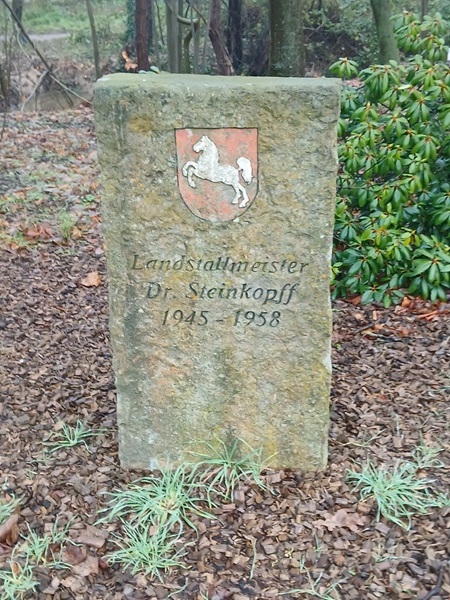 Landstallmeister
Dr. Steinkopff
1945 - 1958